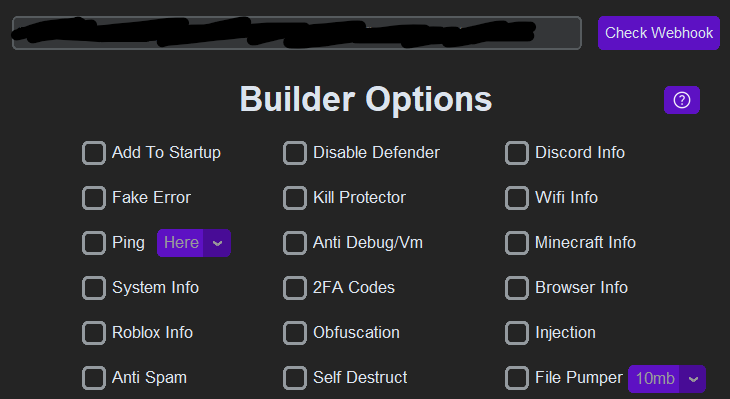 Check Webhook
Builder Options
Add To Startup Disable Defender Discord Info
Fake Error Kill Protector Wifi Info
Ping Here Anti Debug/Vm Minecraft Info
System Info 2FA Codes Browser Info
Roblox Info Obfuscation Injection
Anti Spam Self Destruct File Pumper 10mb